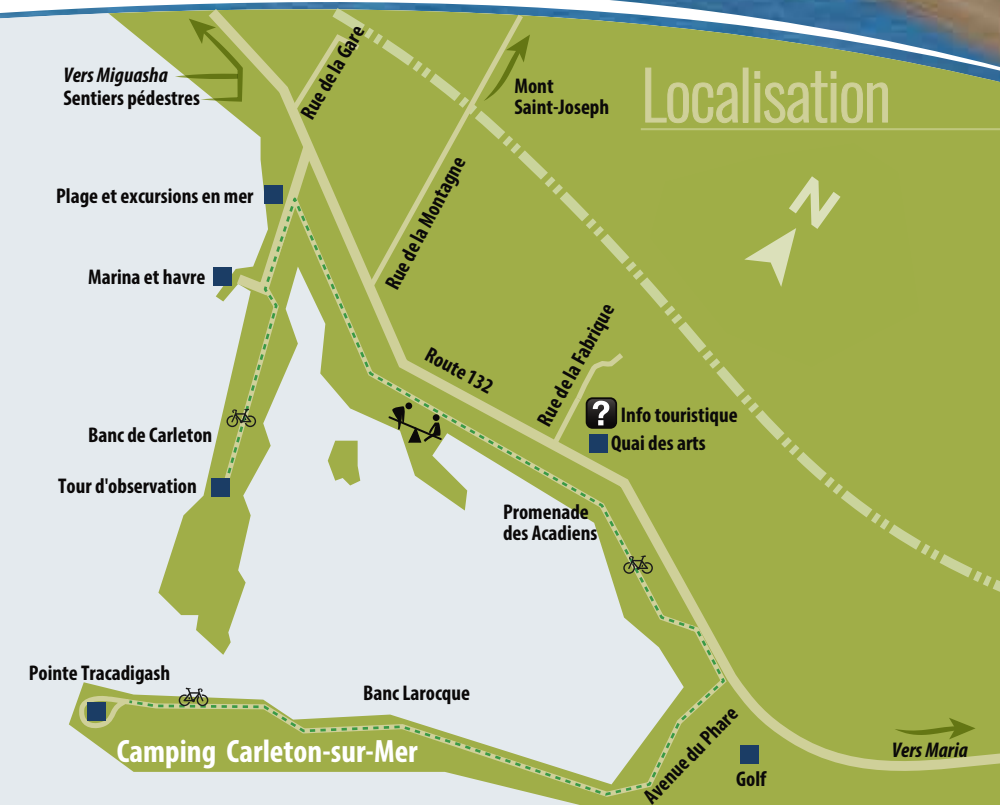 Localisation
Vers Miguasha
Sentiers pédestres
Rue de la Gare
Mont
Saint-Joseph
N
Plage et excursions en mer
Rue de la Montagne
Marina et havre
Route 132
Rue de la Fabrique
? Info touristique
Quai des arts
Banc de Carleton
Tour d'observation
Promenade
des Acadiens
Pointe Tracadigash
Banc Larocque
Camping Carleton-sur-Mer
Avenue du Phare
Golf
Vers Maria